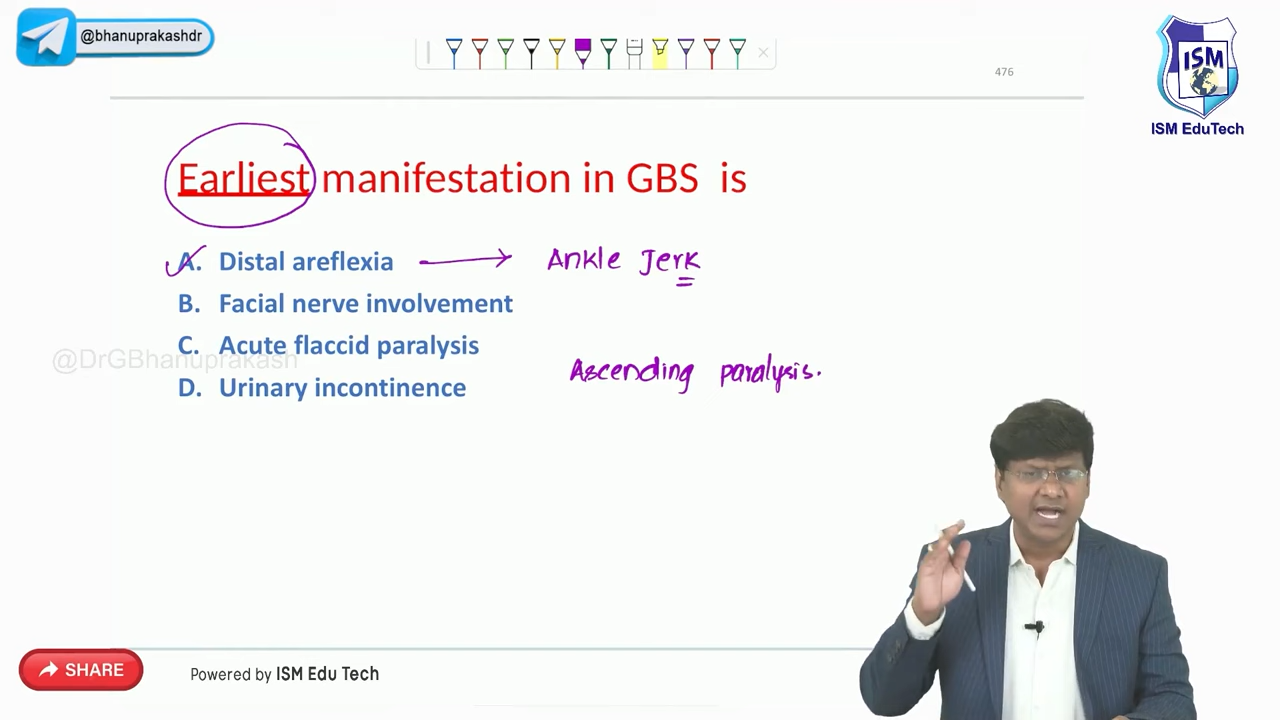 @bhanuprakashdr
476
ISM
ISM EduTech
Earliest manifestation in GBS is
A. Distal areflexia → Ankle Jerk
B. Facial nerve involvement
C. Acute flaccid paralysis
@DrGBhanuprakash
Ascending paralysis.
D. Urinary incontinence
SHARE
Powered by ISM Edu Tech